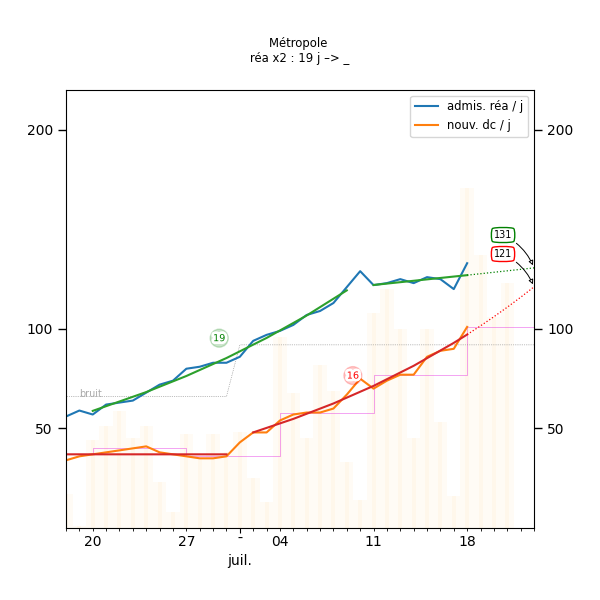 Métropole
réa x2 : 19 j –> _
admis. réa / j
nouv. dc / j
200
200
131
121
100
100
19
16
bruit
50
50
20
27
-
04
11
18
juil.